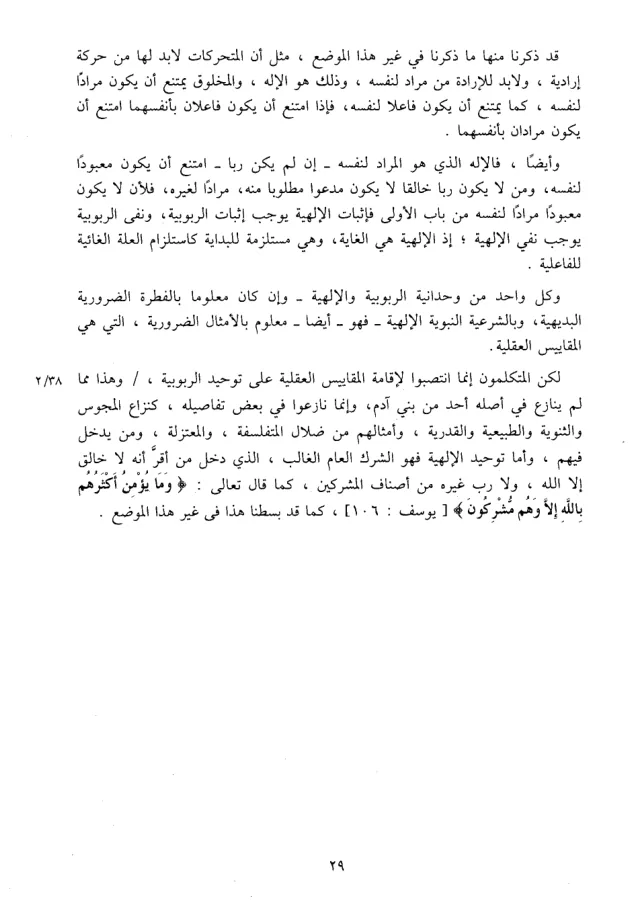 قد ذكرنا منها ما ذكرنا في غير هذا الموضع ، مثل أن المتحركات لابد لها من حركة
إرادية ، ولابد للإرادة من مراد لنفسه ، وذلك هو الإله ، والمخلوق يمتنع أن يكون مرادًا
لنفسه ، كما يمتنع أن يكون فاعلا لنفسه، فإذا امتنع أن يكون فاعلان بأنفسهما امتنع أن
يكون مرادان بأنفسهما .
وأيضًا ، فالإله الذي هو المراد لنفسه ـ إن لم يكن ربا ـ امتنع أن يكون معبودًا
لنفسه، ومن لا يكون ربا خالقا لا يكون مدعوا مطلوبا منه، مرادًا لغيره، فلأن لا يكون
معبودًا مرادًا لنفسه من باب الأولى فإثبات الإلهية يوجب إثبات الربوبية، ونفى الربوبية
يوجب نفي الإلهية ؛ إذ الإلهية هي الغاية، وهي مستلزمة للبداية كاستلزام العلة الغائية
للفاعلية .
وكل واحد من وحدانية الربوبية والإلهية ـ وإن كان معلوما بالفطرة الضرورية
البديهية، وبالشرعية النبوية الإلهية ـ فهو ـ أيضا ـ معلوم بالأمثال الضرورية ، التي هي
المقاييس العقلية .
لكن المتكلمون إنما انتصبوا لإقامة المقاييس العقلية على توحيد الربوبية ، / وهذا مما ٢/٣٨
لم ينازع في أصله أحد من بني آدم، وإنما نازعوا في بعض تفاصيله ، كنزاع المجوس
والثنوية والطبيعية والقدرية ، وأمثالهم من ضلال المتفلسفة ، والمعتزلة ، ومن يدخل
فيهم ، وأما توحيد الإلهية فهو الشرك العام الغالب ، الذي دخل من أقرَّ أنه لا خالق
إلا الله ، ولا رب غيره من أصناف المشركين ، كما قال تعالى : ﴿ وَمَا يُؤْمِنُ أَكْثَرُهُم
بِاللَّهِ إِلاَّ وَهُم مُّشْرِكُونَ ﴾ [ يوسف : ١٠٦] ، كما قد بسطنا هذا فى غير هذا الموضع .
٢٩